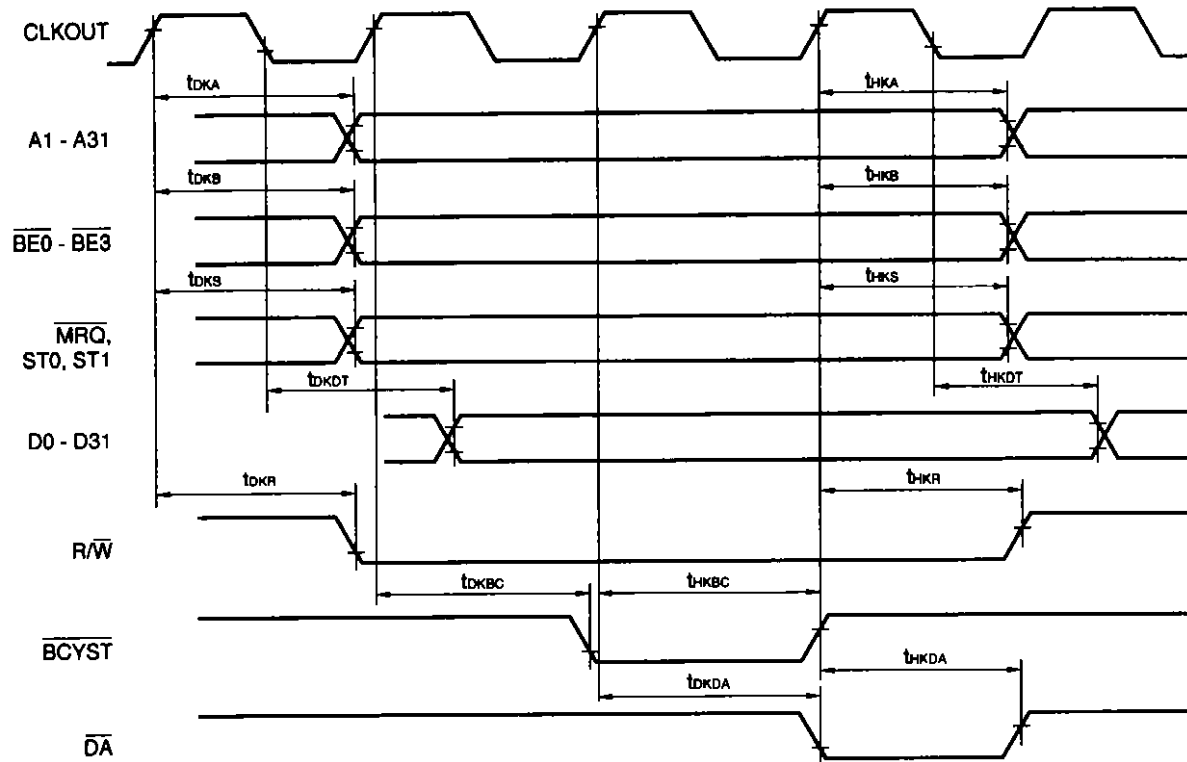 CLKOUT
tDKA
tHKA
A1 - A31
tDKB
tHKB
BE0 - BE3
tDKS
tHKS
MRQ,
ST0, ST1
tDKDT
tHKDT
D0 - D31
tDKR
tHKR
R/W
tDKBC
tHKBC
BCYST
tHKDA
tDKDA
DA